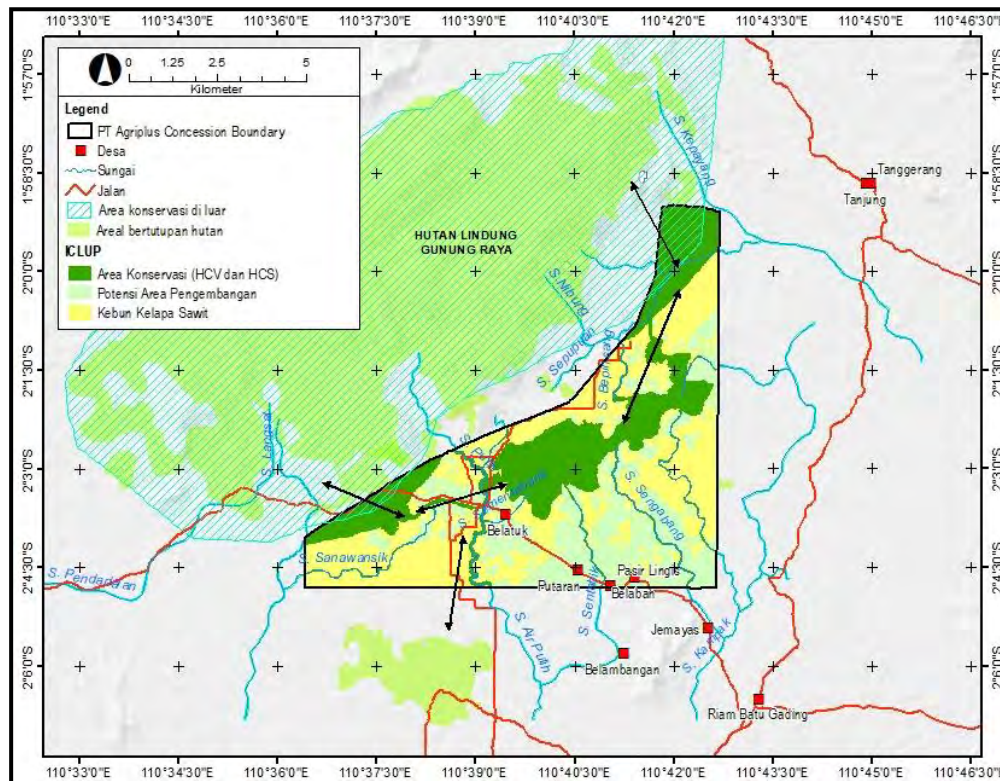 110°33'0"E 110°34'30"E 110°36'0"E 110°37'30"E 110°39'0"E 110°40'30"E 110°42'0"E 110°43'30"E 110°45'0"E 110°46'30"E
0 1.25 2.5 5
Kilometer
Legend
PT Agriplus Concession Boundary
Desa
Sungai
Jalan
Area konservasi di luar
Areal bertutupan hutan
ICLUP
Area Konservasi (HCV dan HCS)
Potensi Area Pengembangan
Kebun Kelapa Sawit
1°57'0"S
1°58'30"S
2°0'0"S
2°1'30"S
2°3'0"S
2°4'30"S
2°6'0"S
S. Kepayang
Tanggerang
Tanjung
HUTAN LINDUNG
GUNUNG RAYA
S. Nibung
S. Sepupuan
S. Langsat
Belatuk
S. Sengabang
S. Sanawansik
S. Pendarigan
Putaran
Pasir Lingis
Belaban
S. Sentabik
Jemayas
S. Air Putih
Belambangan
Riam Batu Gading